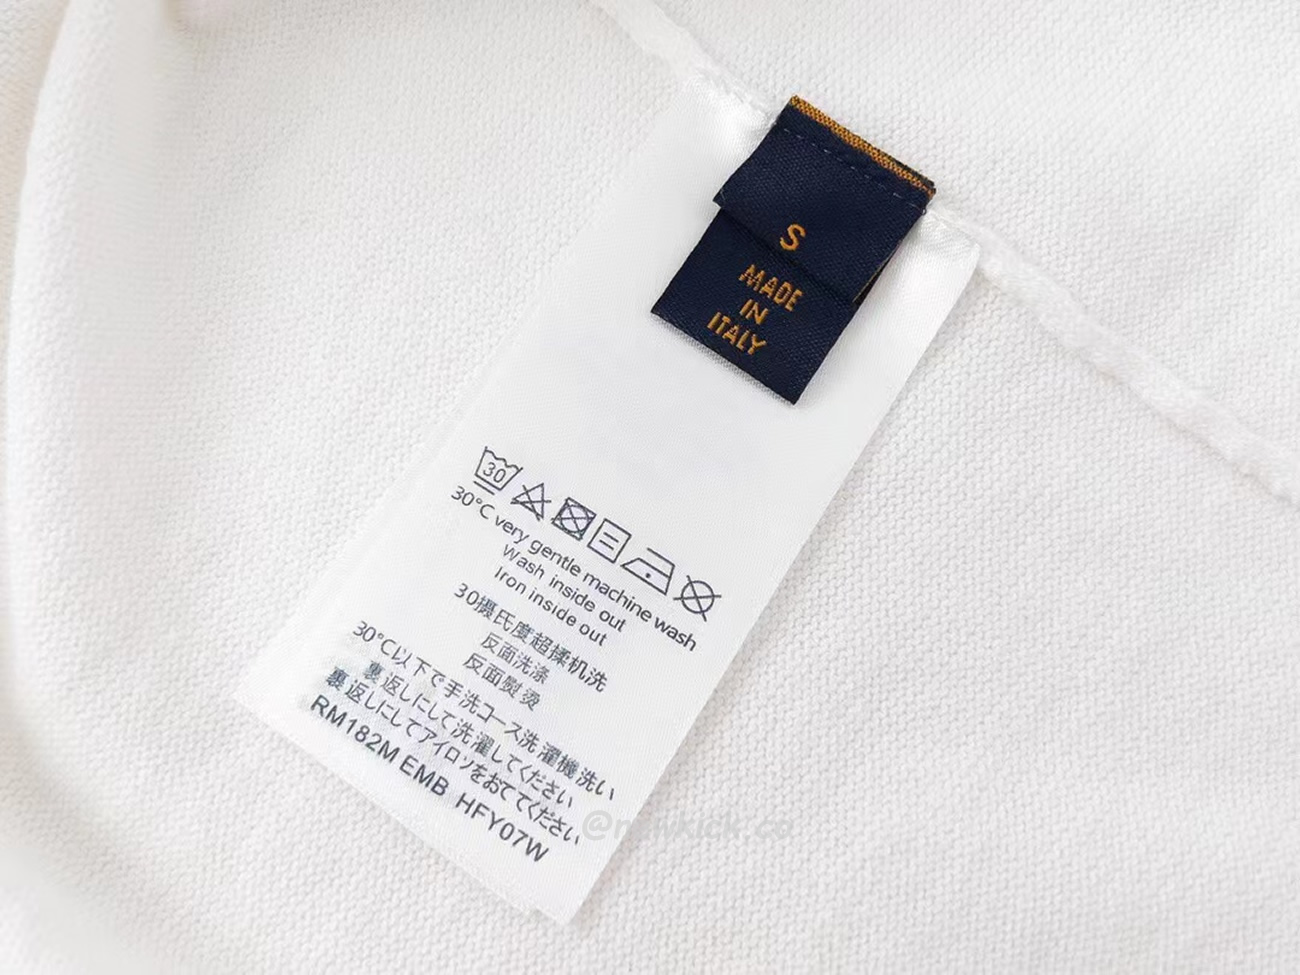 S
MADE
IN
ITALY
30
30°C very gentle machine wash
Wash inside out
Iron inside out
30摄氏度超揉机洗
反面洗涤
反面熨烫
30°C以下で手洗コース洗濯機洗い
裏返しにして洗濯してください
裏返しにしてアイロンをおててください
RM182M EMB HFY07W